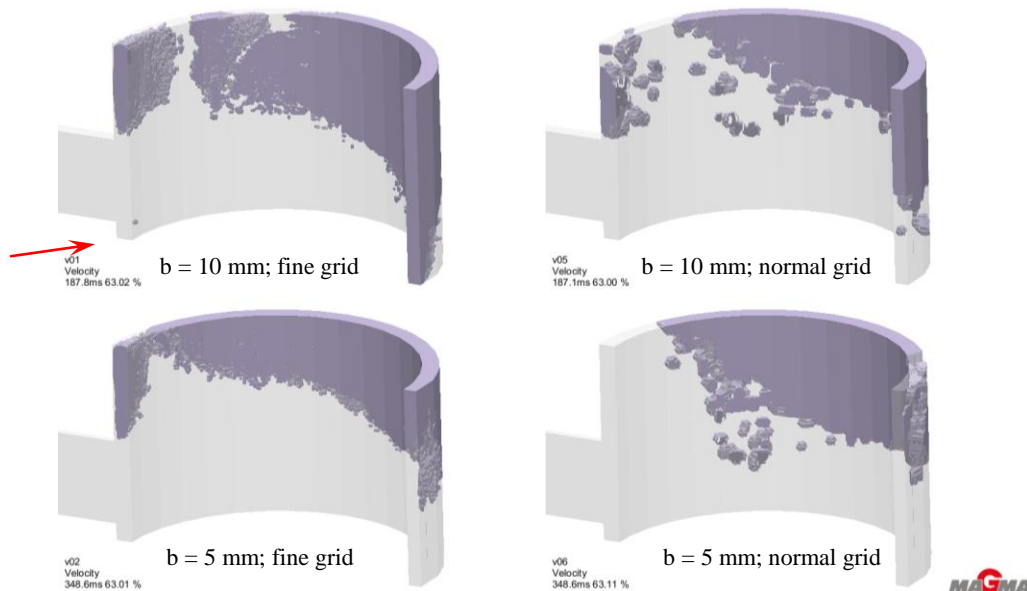 v01
Velocity
187.8ms 63.02 %
b = 10 mm; fine grid
v05
Velocity
187.1ms 63.00 %
b = 10 mm; normal grid
v02
Velocity
348.6ms 63.01 %
b = 5 mm; fine grid
v06
Velocity
348.6ms 63.11 %
b = 5 mm; normal grid
MAGMA